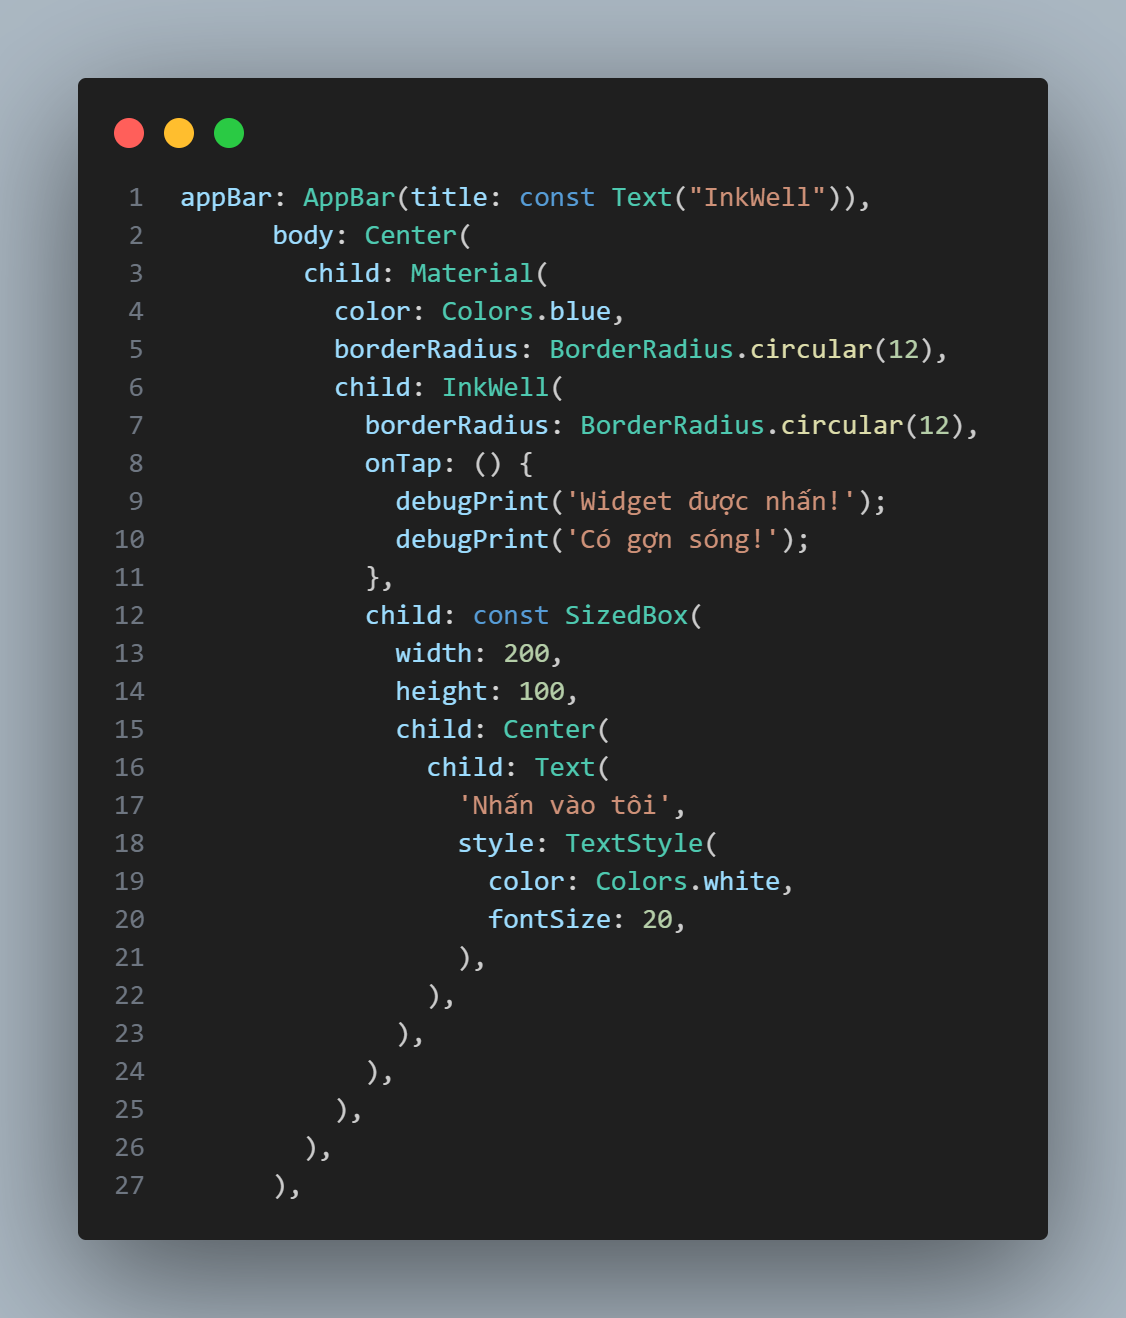 1 appBar: AppBar(title: const Text("InkWell")),
2       body: Center(
3         child: Material(
4           color: Colors.blue,
5           borderRadius: BorderRadius.circular(12),
6           child: InkWell(
7             borderRadius: BorderRadius.circular(12),
8             onTap: () {
9               debugPrint('Widget được nhấn!');
10               debugPrint('Có gợn sóng!');
11             },
12             child: const SizedBox(
13               width: 200,
14               height: 100,
15               child: Center(
16                 child: Text(
17                   'Nhấn vào tôi',
18                   style: TextStyle(
19                     color: Colors.white,
20                     fontSize: 20,
21                   ),
22                 ),
23               ),
24             ),
25           ),
26         ),
27       ),